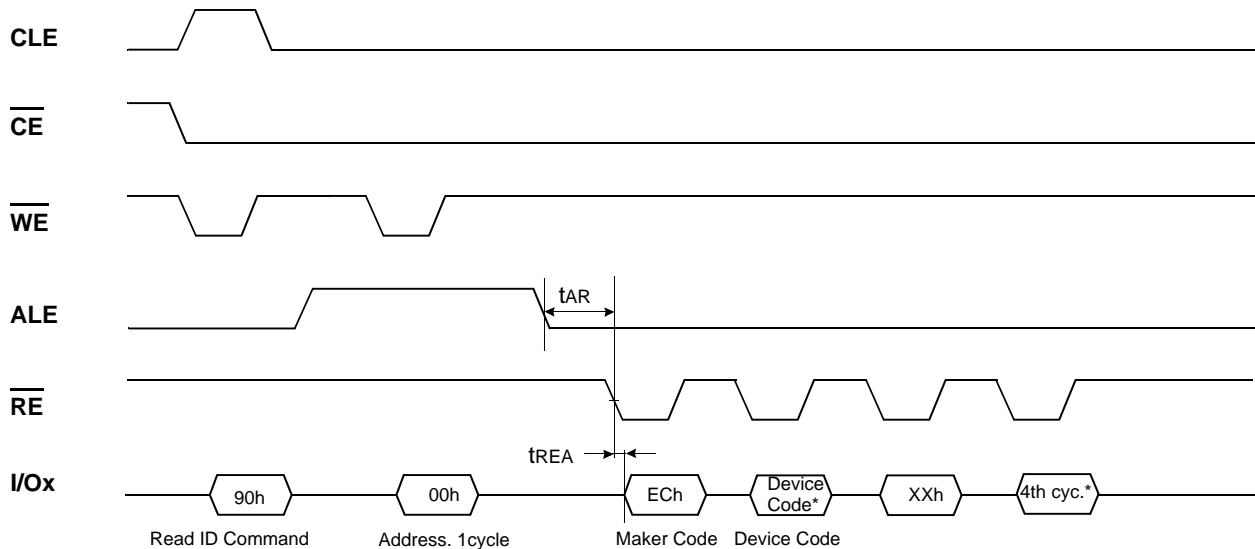 CLE
CE
WE
ALE
tAR
RE
tREA
I/Ox
90h
00h
ECh
Device
Code*
XXh
4th cyc.*
Read ID Command
Address. 1cycle
Maker Code
Device Code